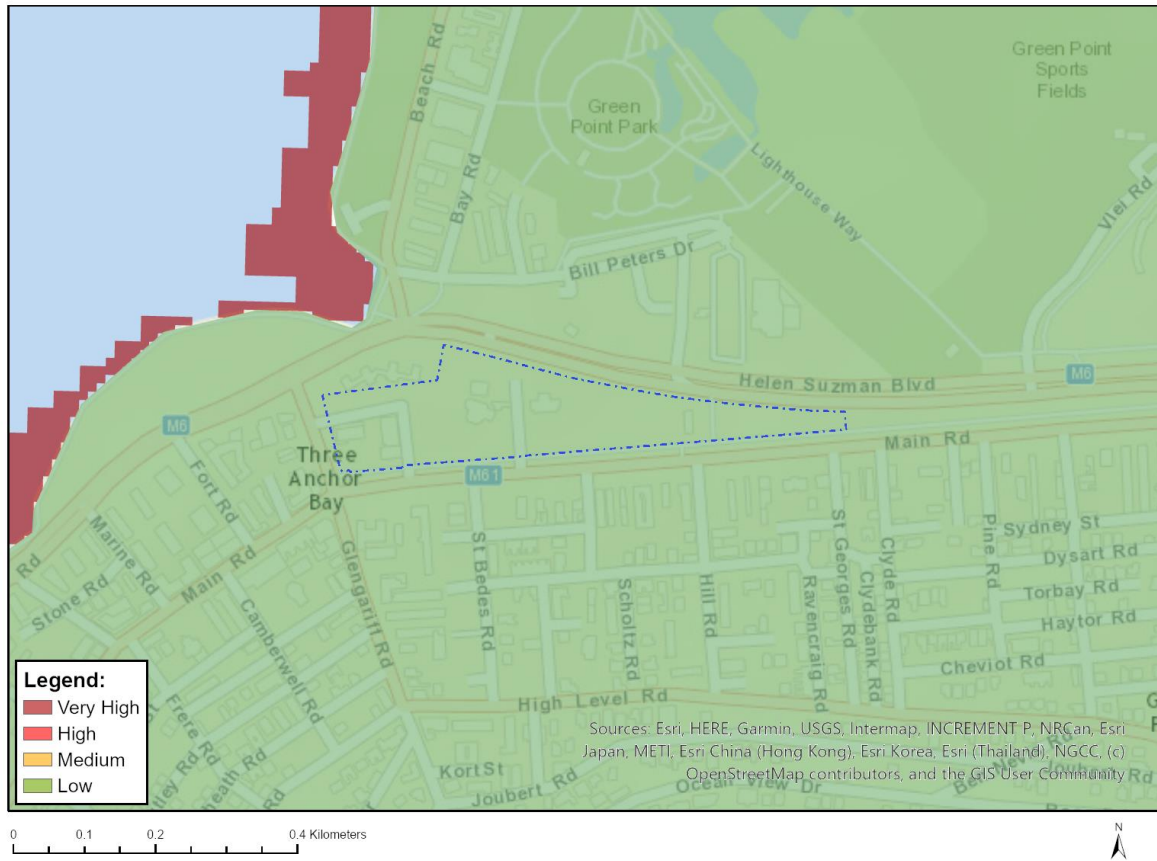 Green Point
Sports
Fields
Beach Rd
Green
Point Park
Bay Rd
Lighthouse Way
Vlei Rd
Bill Peters Dr
Helen Suzman Blvd
M6
M6
Main Rd
Three
Anchor
Bay
M61
Fort Rd
Marine Rd
Rd
Stone Rd
Main Rd
Glengariff Rd
Camberwell Rd
St Bedes Rd
Scholtz Rd
Hill Rd
Ravencraig Rd
St Georges Rd
Clydebank Rd
Clyde Rd
Pine Rd
Sydney St
Dysart Rd
Torbay Rd
Haytor Rd
Cheviot Rd
High Level Rd
Frere Rd
Kort St
Joubert Rd
Ocean View Dr
Joubert Rd
Legend:
Very High
High
Medium
Low
Sources: Esri, HERE, Garmin, USGS, Intermap, INCREMENT P, NRCan, Esri
Japan, METI, Esri China (Hong Kong), Esri Korea, Esri (Thailand), NGCC, (c)
OpenStreetMap contributors, and the GIS User Community
0 0.1 0.2 0.4 Kilometers
N